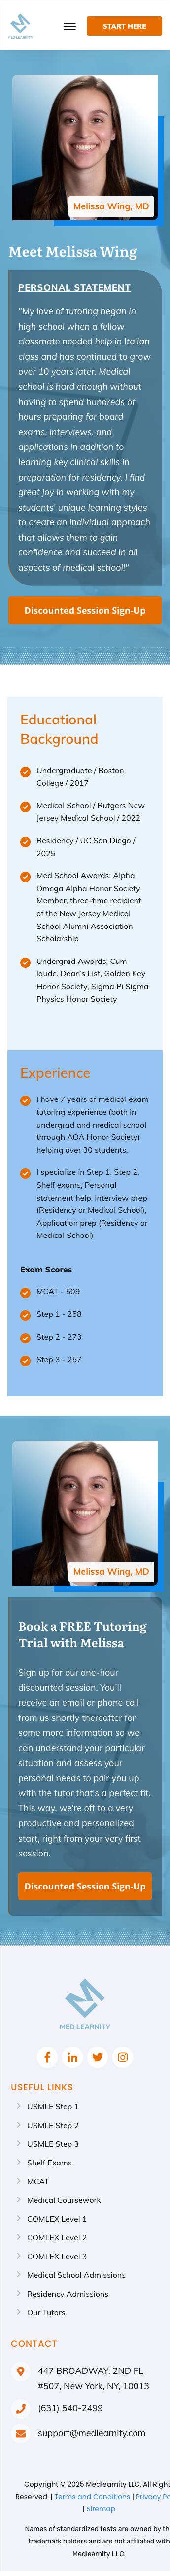 MED LEARNITY
START HERE
Melissa Wing, MD
Meet Melissa Wing
PERSONAL STATEMENT
"My love of tutoring began in
high school when a fellow
classmate needed help in Italian
class and has continued to grow
over 10 years later. Medical
school is hard enough without
having to spend hundreds of
hours preparing for board
exams, interviews, and
applications in addition to
learning key clinical skills in
preparation for residency. I find
great joy in working with my
students' unique learning styles
to create an individual approach
that allows them to gain
confidence and succeed in all
aspects of medical school!"
Discounted Session Sign-Up
Educational
Background
Undergraduate / Boston
College / 2017
Medical School / Rutgers New
Jersey Medical School / 2022
Residency / UC San Diego /
2025
Med School Awards: Alpha
Omega Alpha Honor Society
Member, three-time recipient
of the New Jersey Medical
School Alumni Association
Scholarship
Undergrad Awards: Cum
laude, Dean's List, Golden Key
Honor Society, Sigma Pi Sigma
Physics Honor Society
Experience
I have 7 years of medical exam
tutoring experience (both in
undergrad and medical school
through AOA Honor Society)
helping over 30 students.
I specialize in Step 1, Step 2,
Shelf exams, Personal
statement help, Interview prep
(Residency or Medical School),
Application prep (Residency or
Medical School)
Exam Scores
MCAT - 509
Step 1 - 258
Step 2 - 273
Step 3 - 257
Melissa Wing, MD
Book a FREE Tutoring
Trial with Melissa
Sign up for our one-hour
discounted session. You'll
receive an email or phone call
from us shortly thereafter for
some more information so we
can understand your particular
situation and assess your
personal needs to pair you up
with the tutor that's a perfect fit.
This way, we're off to a very
productive and personalized
start, right from your very first
session.
Discounted Session Sign-Up
MED LEARNITY
USEFUL LINKS
USMLE Step 1
USMLE Step 2
USMLE Step 3
Shelf Exams
MCAT
Medical Coursework
COMLEX Level 1
COMLEX Level 2
COMLEX Level 3
Medical School Admissions
Residency Admissions
Our Tutors
CONTACT
447 BROADWAY, 2ND FL
#507, New York, NY, 10013
(631) 540-2499
support@medlearnity.com
Copyright © 2025 Medlearnity LLC. All Right
Reserved. | Terms and Conditions | Privacy Po
| Sitemap
Names of standardized tests are owned by the
trademark holders and are not affiliated with
Medlearnity LLC.